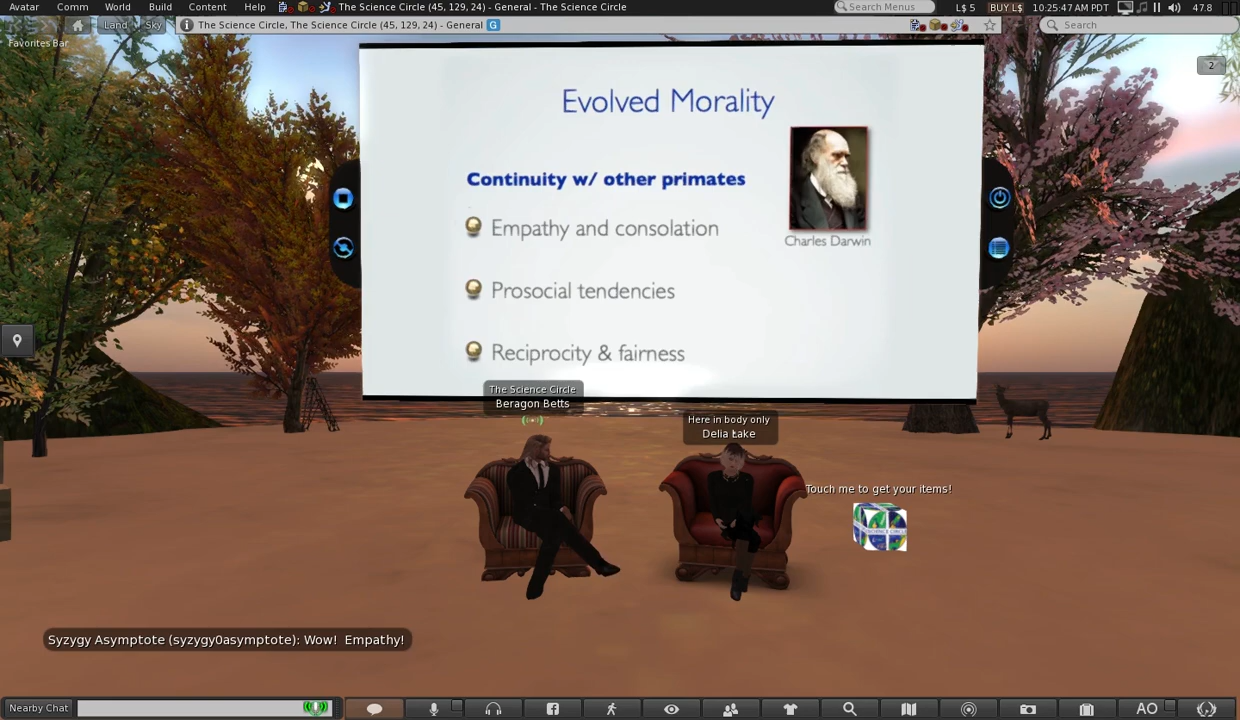 Avatar Comm World Build Content Help The Science Circle (45, 129, 24) - General - The Science Circle Search Menus L$ 5 BUY L$ 10:25:47 AM PDT 47.8
Land Sky The Science Circle, The Science Circle (45, 129, 24) - General G Search
Favorites Bar
2
Evolved Morality
Continuity w/ other primates
Empathy and consolation
Charles Darwin
Prosocial tendencies
Reciprocity & fairness
The Science Circle
Beragon Betts
Here in body only
Delia Lake
Touch me to get your items!
SCIENCE CIRCLE
Syzygy Asymptote (syzygy0asymptote): Wow! Empathy!
Nearby Chat AO